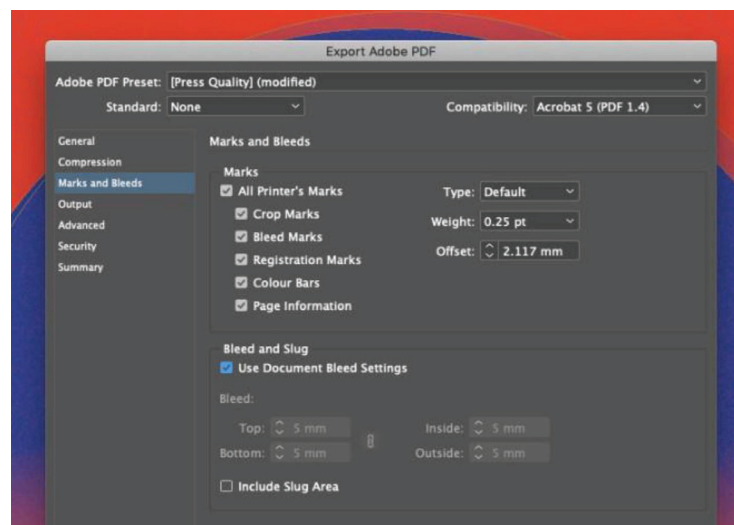 Export Adobe PDF
Adobe PDF Preset: [Press Quality] (modified)
Standard: None Compatibility: Acrobat 5 (PDF 1.4)
General
Compression
Marks and Bleeds
Output
Advanced
Security
Summary
Marks and Bleeds
Marks
All Printer's Marks
Crop Marks
Bleed Marks
Registration Marks
Colour Bars
Page Information
Type: Default
Weight: 0.25 pt
Offset: 2.117 mm
Bleed and Slug
Use Document Bleed Settings
Bleed:
Top: 5 mm Inside: 5 mm
Bottom: 5 mm Outside: 5 mm
Include Slug Area